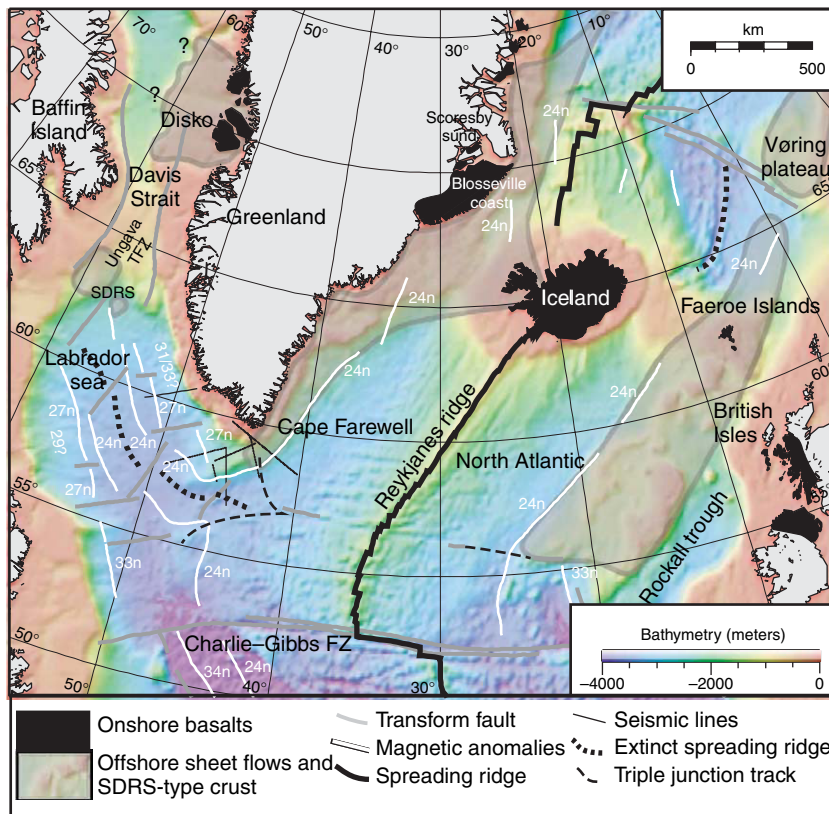 70°
60°
50°
40°
30°
20°
10°
km
0
500
?
?
Baffin
Island
Disko
Scoresby
sund
24n
Vøring
plateau
65°
65°
Davis
Strait
Greenland
Blosseville
coast
24n
Ungava
TFZ
24n
24n
Iceland
SDRS
Faeroe Islands
60°
60°
Labrador
sea
31/33?
24n
24n
27n
27n
29?
24n
24n
27n
24n
Cape Farewell
British
Isles
Reykjanes ridge
North Atlantic
27n
24n
55°
55°
Rockall trough
33n
24n
33n
50°
Charlie–Gibbs FZ
34n
24n
50°
40°
30°
Bathymetry (meters)
–4000
–2000
0
Onshore basalts
Offshore sheet flows and
SDRS-type crust
Transform fault
Magnetic anomalies
Spreading ridge
Seismic lines
Extinct spreading ridge
Triple junction track